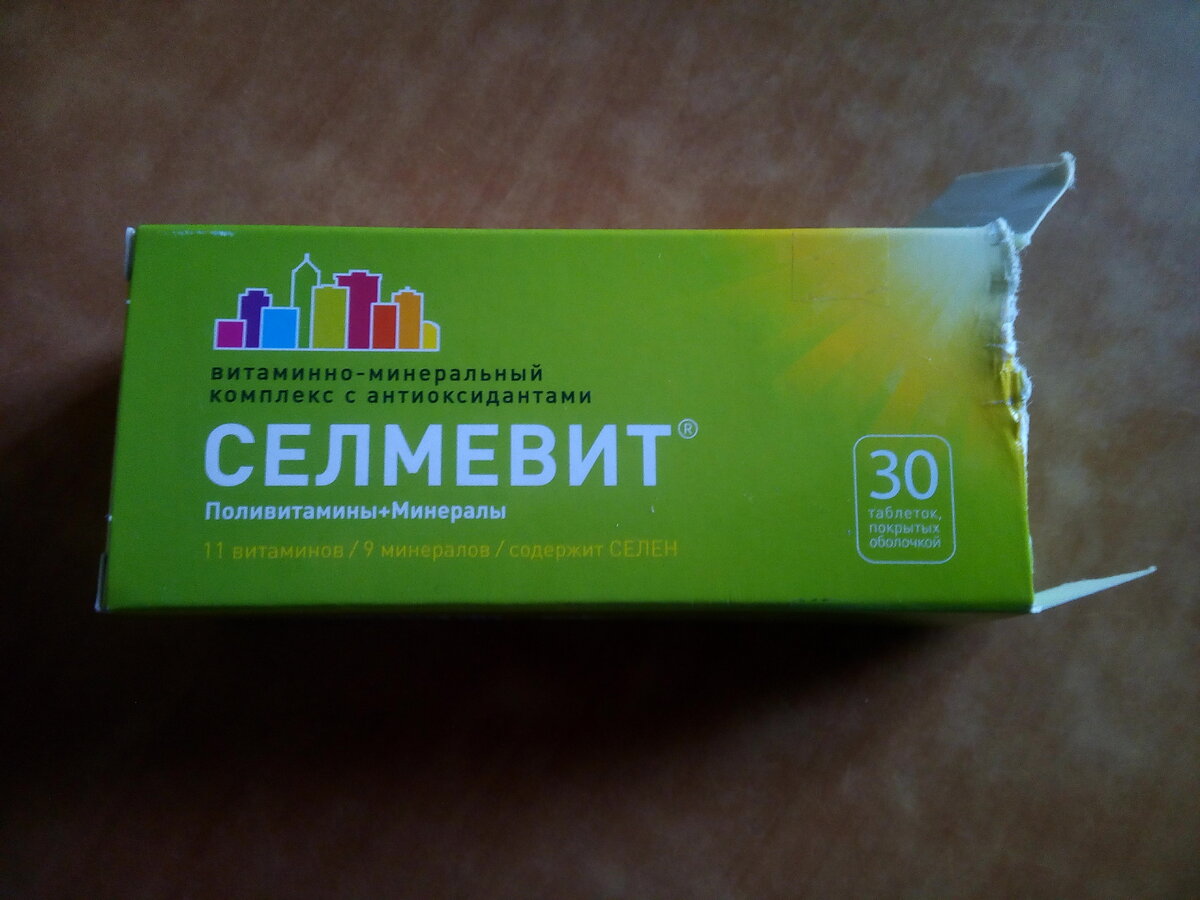 витаминно-минеральный
комплекс с антиоксидантами
СЕЛМЕВИТ®
Поливитамины+Минералы
11 витаминов / 9 минералов / содержит СЕЛЕН
30
таблеток,
покрытых
оболочкой